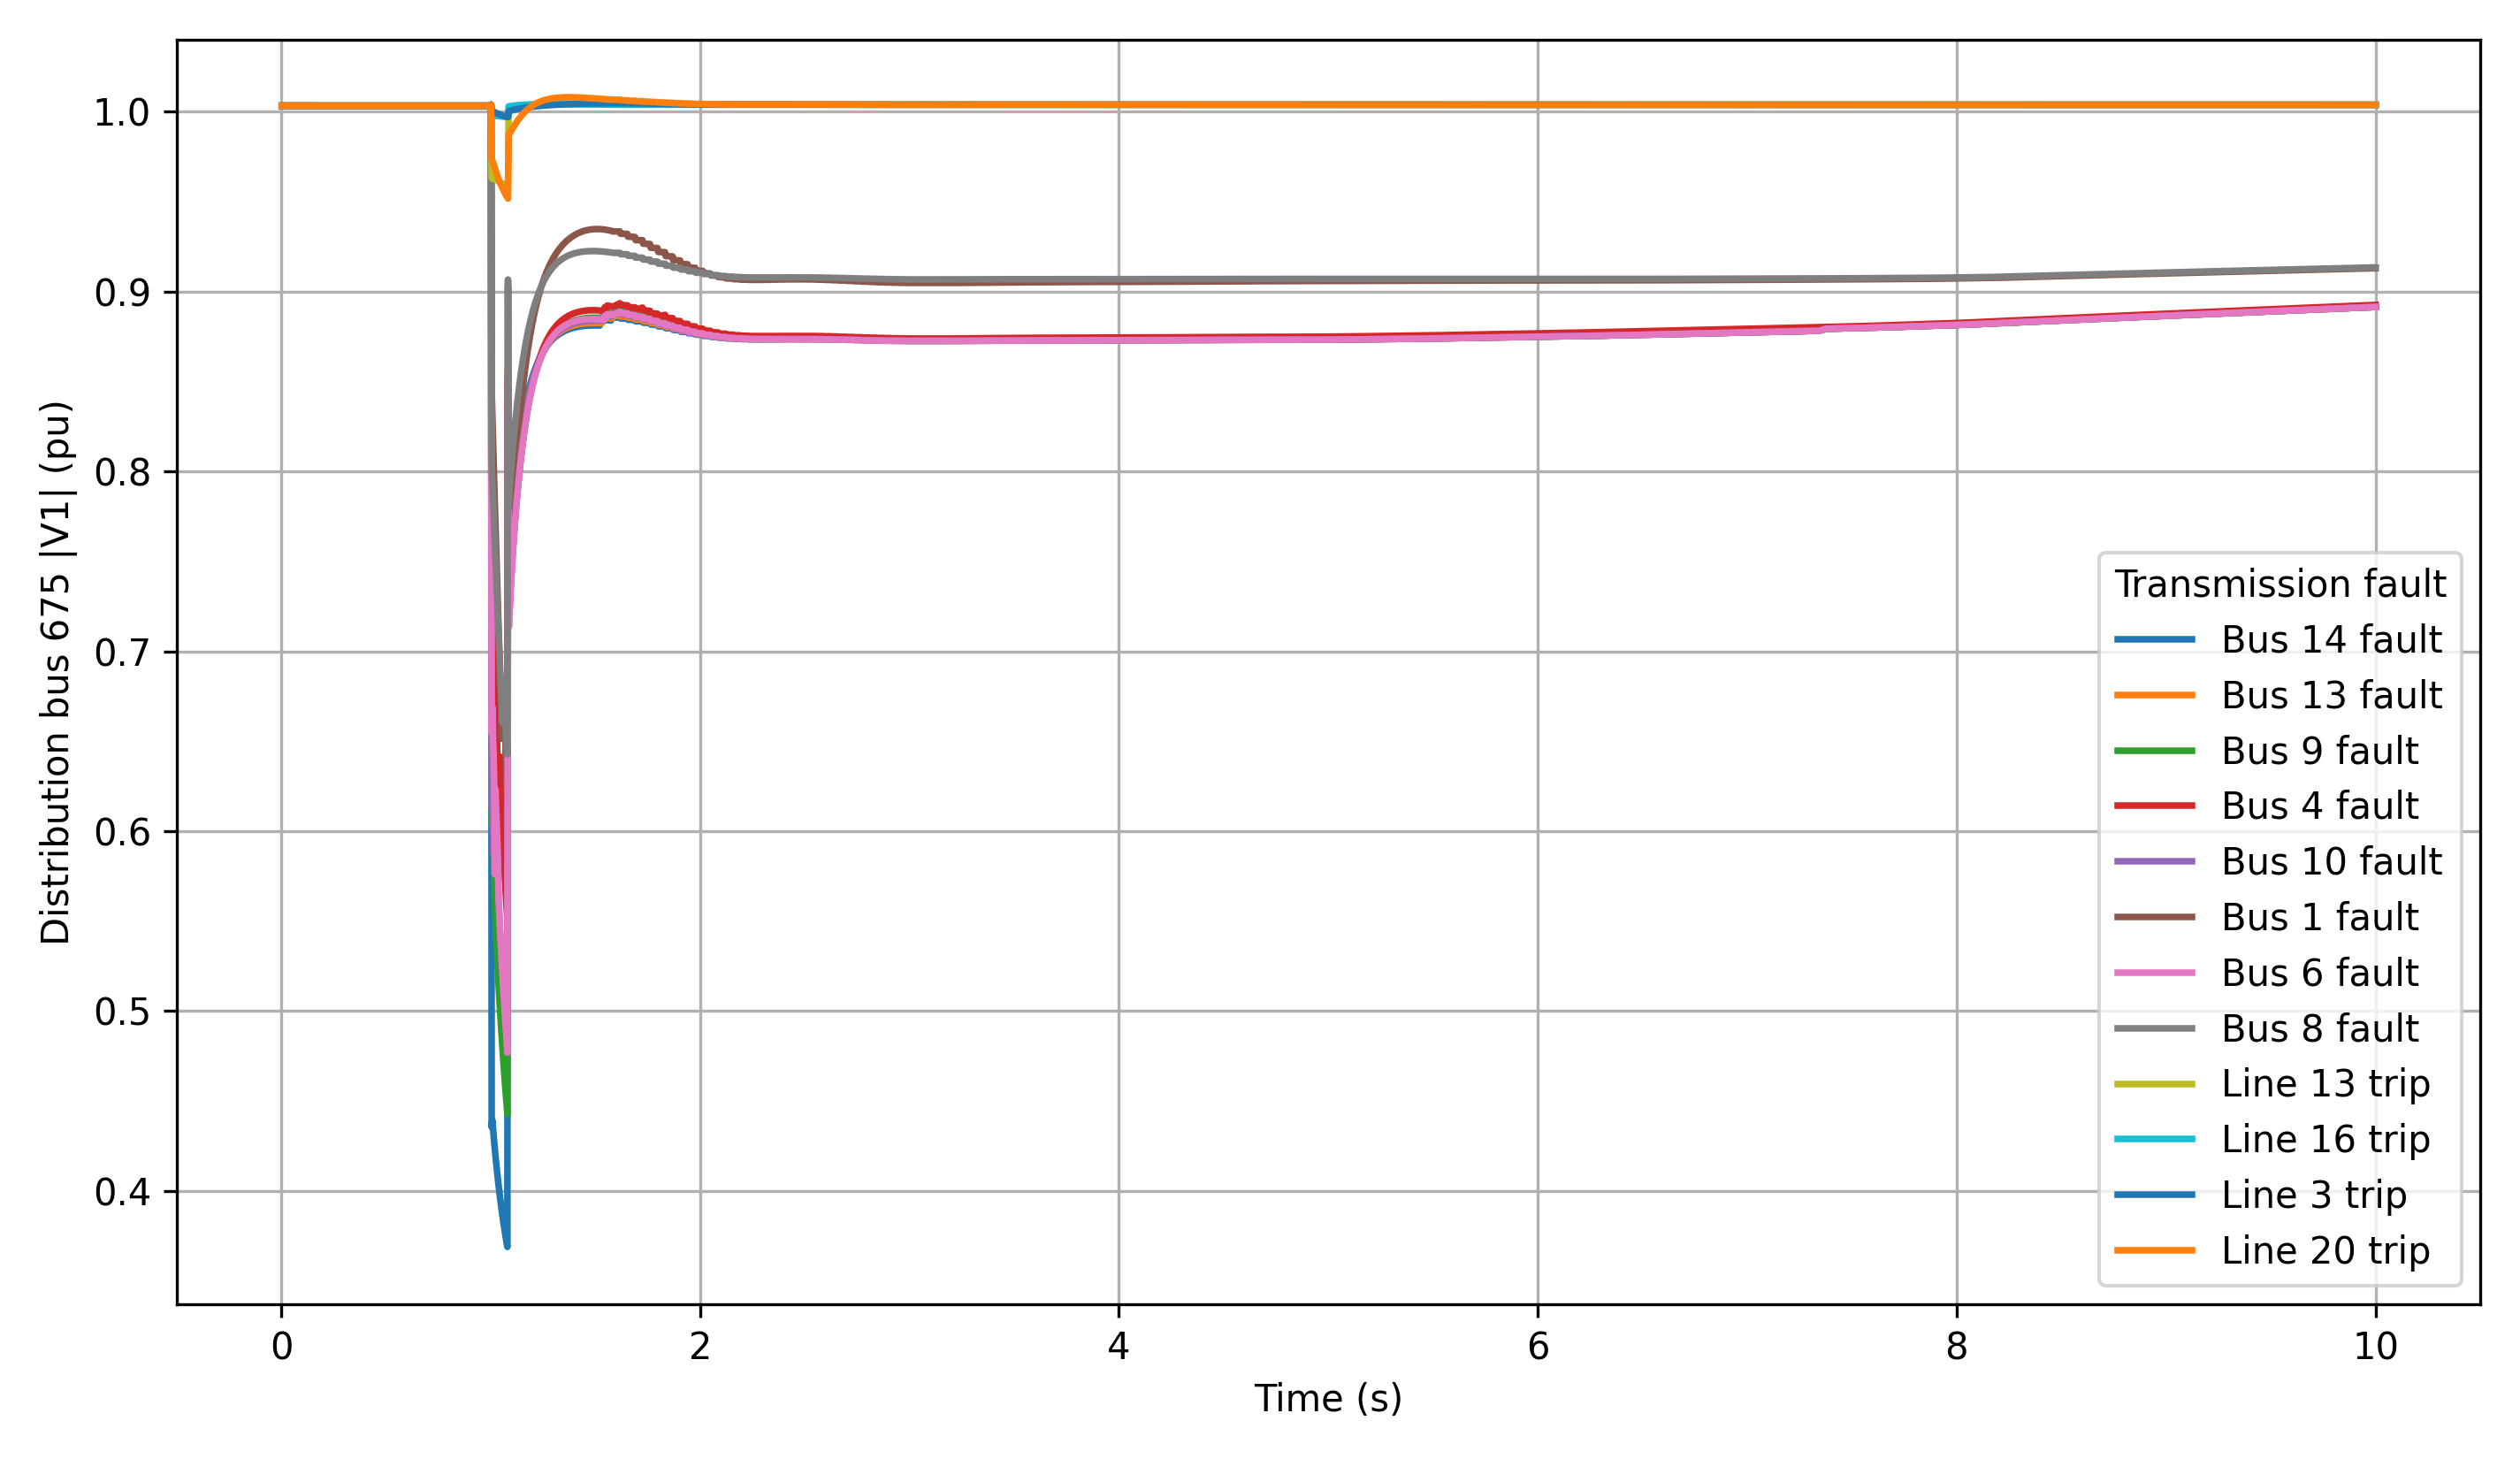 Distribution bus 675 |V1| (pu)
1.0
0.9
0.8
0.7
0.6
0.5
0.4
0
2
4
6
8
10
Time (s)
Transmission fault
Bus 14 fault
Bus 13 fault
Bus 9 fault
Bus 4 fault
Bus 10 fault
Bus 1 fault
Bus 6 fault
Bus 8 fault
Line 13 trip
Line 16 trip
Line 3 trip
Line 20 trip